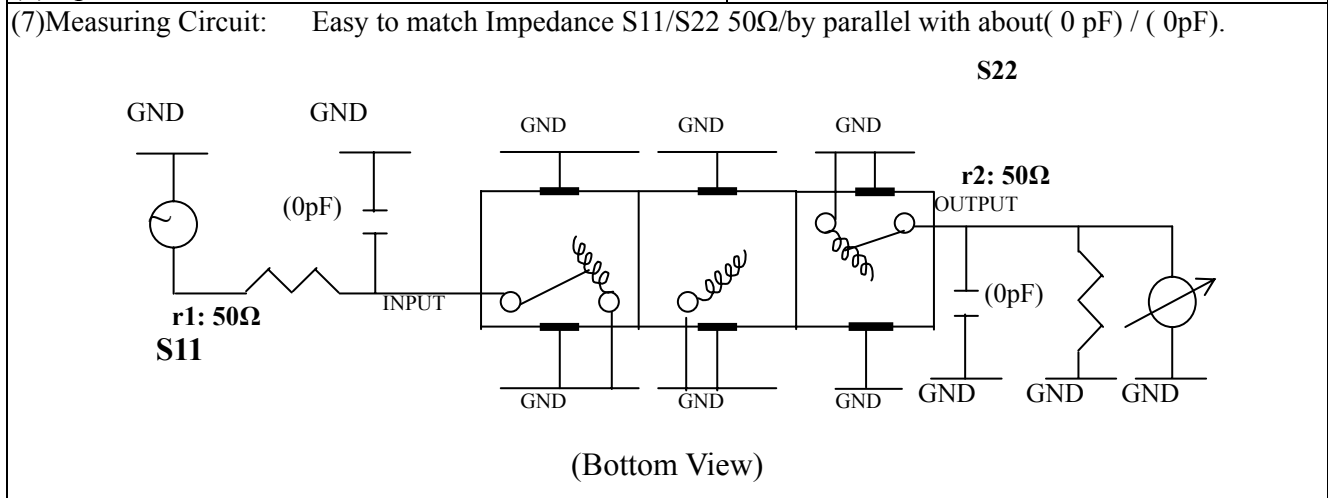 (7)Measuring Circuit: Easy to match Impedance S11/S22 50Ω/by parallel with about( 0 pF) / ( 0pF).
S22
GND GND GND GND GND
r2: 50Ω
(0pF) OUTPUT
INPUT (0pF)
r1: 50Ω
S11
GND GND GND GND GND GND
(Bottom View)